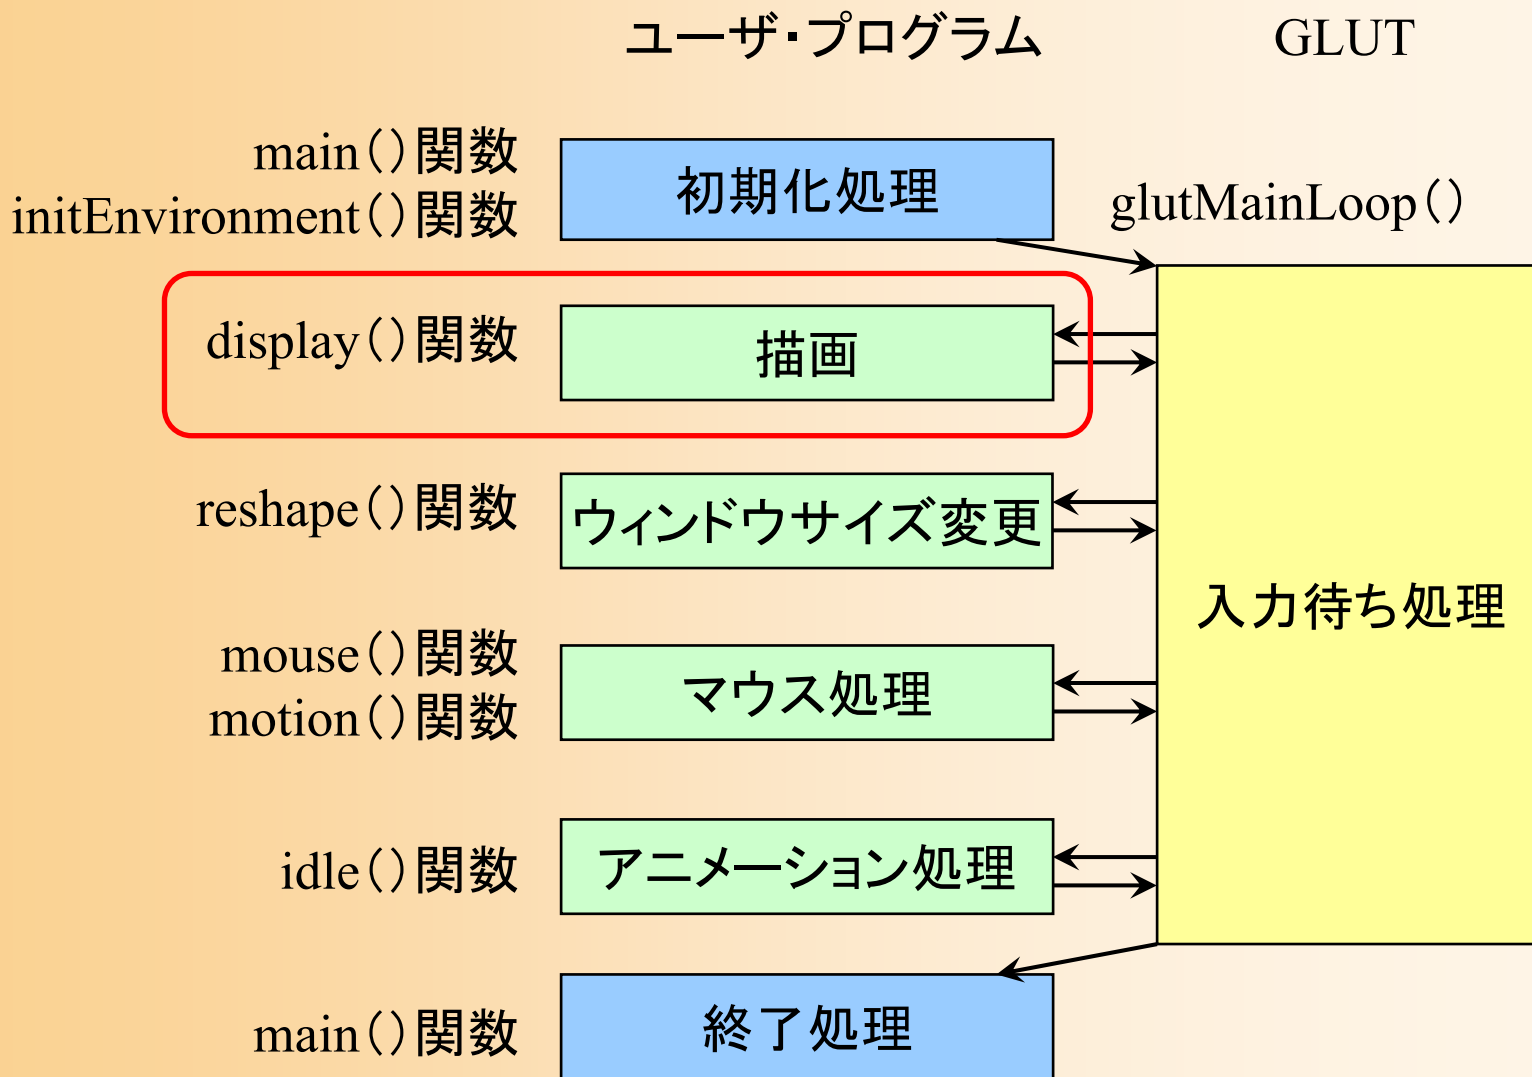 ユーザ・プログラム
GLUT
main()関数
initEnvironment()関数
初期化処理
glutMainLoop()
display()関数
描画
reshape()関数
ウィンドウサイズ変更
入力待ち処理
mouse()関数
motion()関数
マウス処理
idle()関数
アニメーション処理
main()関数
終了処理